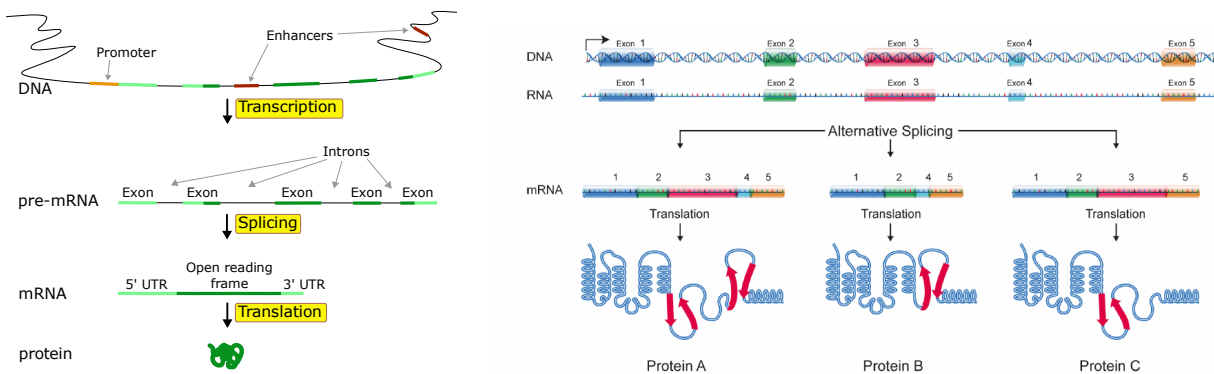 Promoter
Enhancers
DNA
Transcription
Introns
Exon Exon Exon Exon Exon
pre-mRNA
Splicing
5' UTR Open reading frame 3' UTR
mRNA
Translation
protein
Exon 1 Exon 2 Exon 3 Exon 4 Exon 5
DNA
Exon 1 Exon 2 Exon 3 Exon 4 Exon 5
RNA
Alternative Splicing
1 2 3 4 5 1 2 4 5 1 2 3 5
mRNA
Translation Translation Translation
Protein A Protein B Protein C